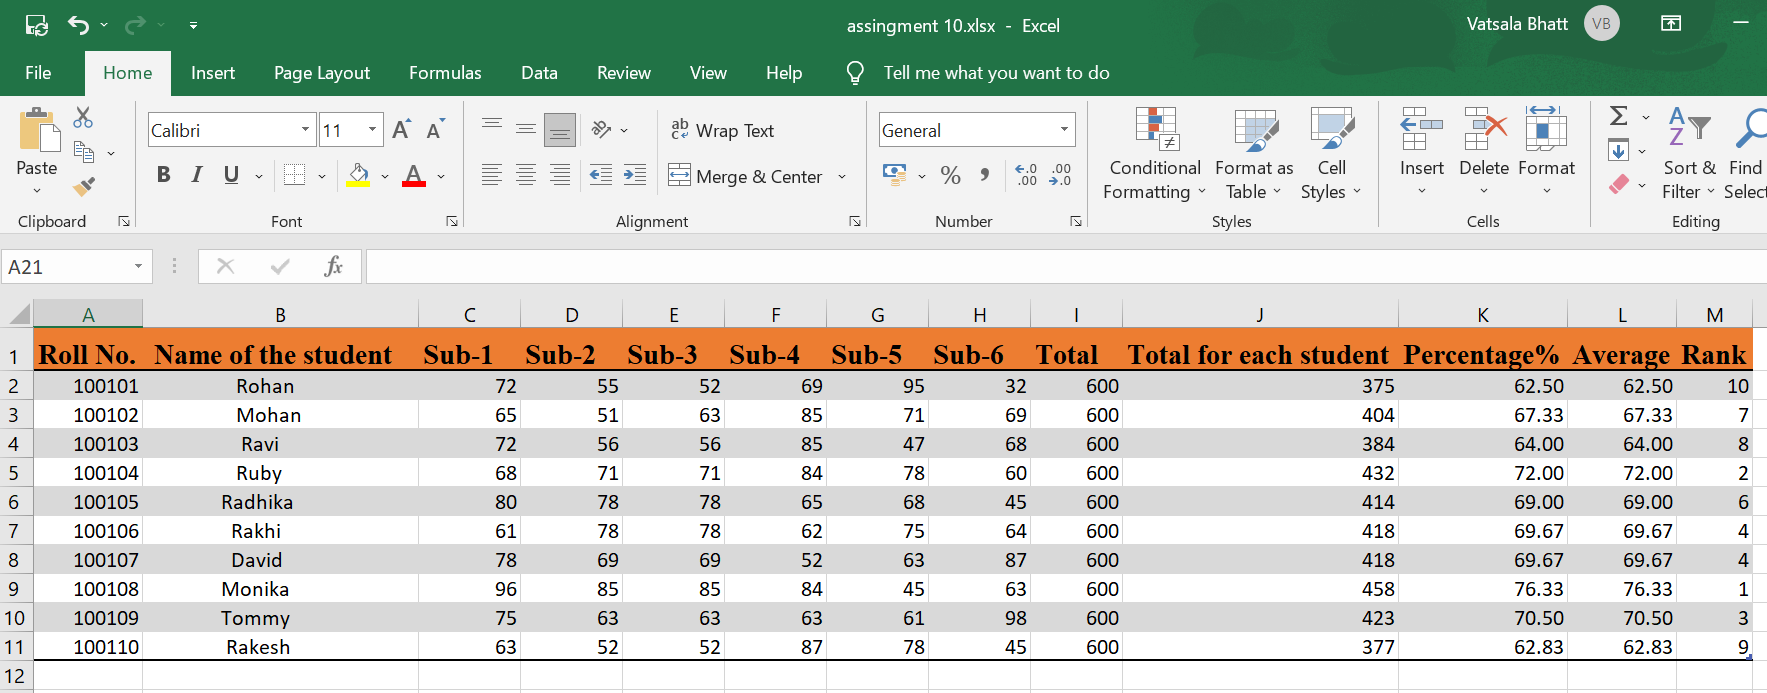 assingment 10.xlsx - Excel
Vatsala Bhatt VB
File Home Insert Page Layout Formulas Data Review View Help Tell me what you want to do
Calibri 11 ab Wrap Text General
Paste
B I U A Merge & Center % , .00 .00
Conditional Formatting Format as Table Cell Styles Insert Delete Format Sort & Filter Find Select
Clipboard Font Alignment Number Styles Cells Editing
A21 fx
A B C D E F G H I J K L M
1 Roll No. Name of the student Sub-1 Sub-2 Sub-3 Sub-4 Sub-5 Sub-6 Total Total for each student Percentage% Average Rank
2 100101 Rohan 72 55 52 69 95 32 600 375 62.50 62.50 10
3 100102 Mohan 65 51 63 85 71 69 600 404 67.33 67.33 7
4 100103 Ravi 72 56 56 85 47 68 600 384 64.00 64.00 8
5 100104 Ruby 68 71 71 84 78 60 600 432 72.00 72.00 2
6 100105 Radhika 80 78 78 65 68 45 600 414 69.00 69.00 6
7 100106 Rakhi 61 78 78 62 75 64 600 418 69.67 69.67 4
8 100107 David 78 69 69 52 63 87 600 418 69.67 69.67 4
9 100108 Monika 96 85 85 84 45 63 600 458 76.33 76.33 1
10 100109 Tommy 75 63 63 63 61 98 600 423 70.50 70.50 3
11 100110 Rakesh 63 52 52 87 78 45 600 377 62.83 62.83 9
12